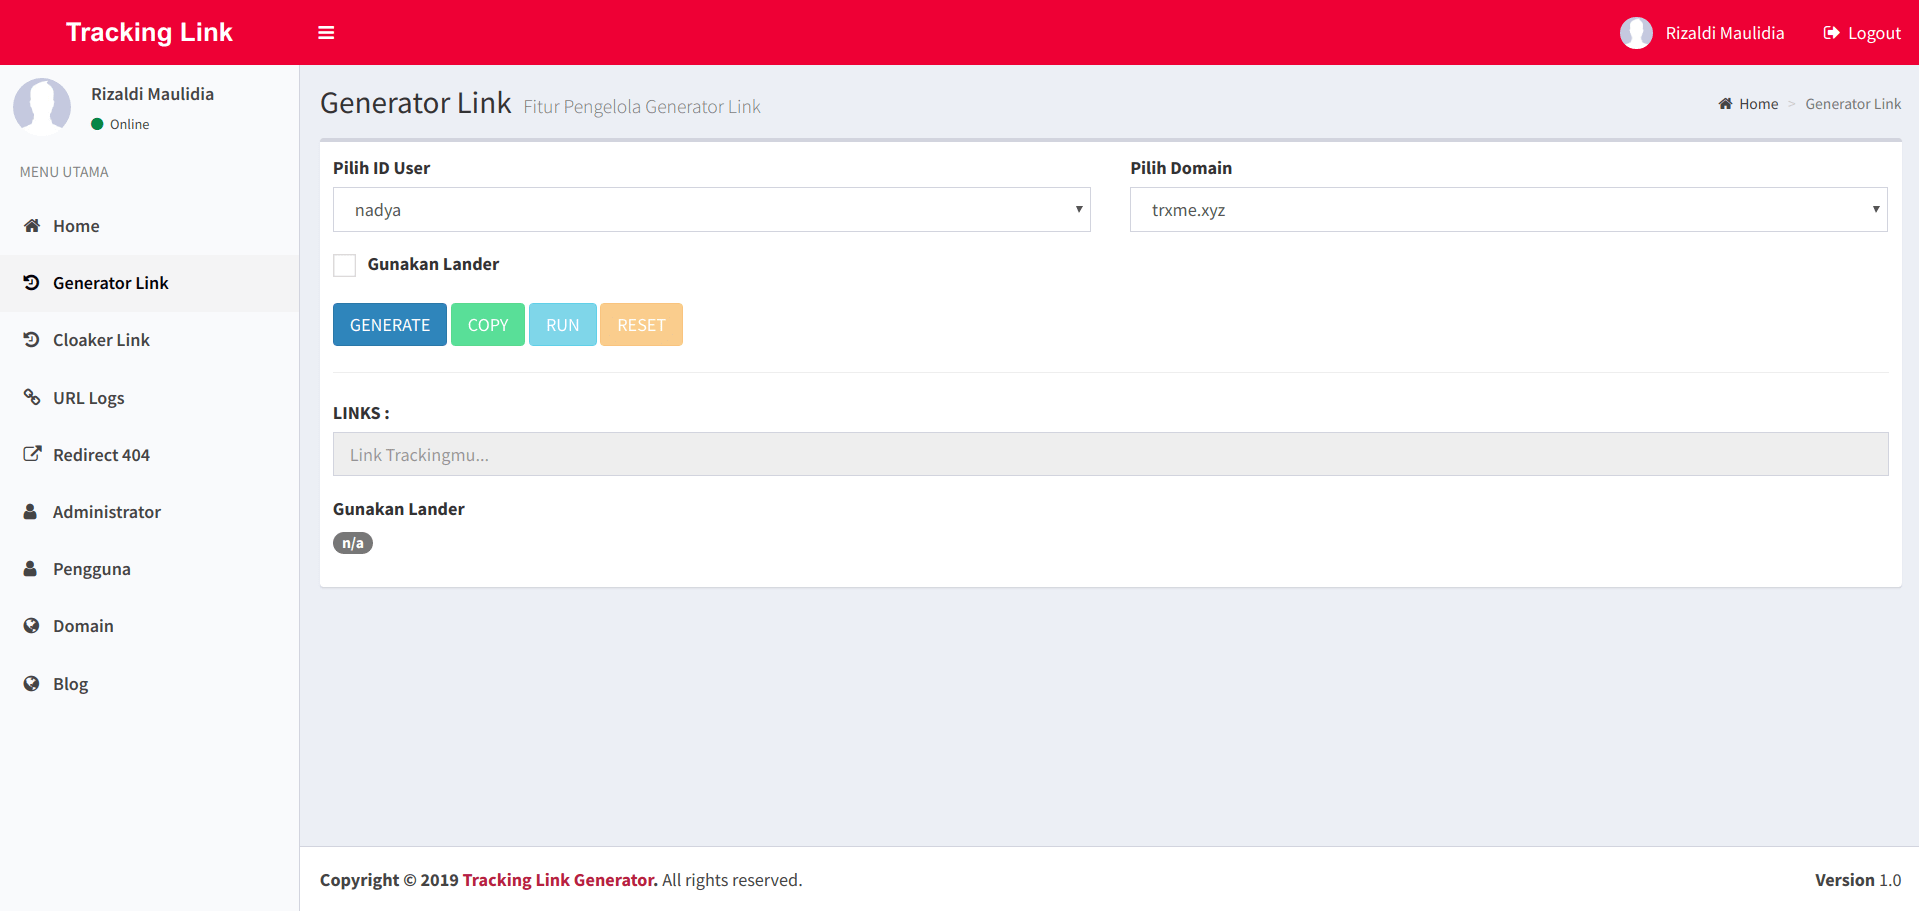 Tracking Link
Rizaldi Maulidia
Logout
Rizaldi Maulidia
Online
MENU UTAMA
Home
Generator Link
Cloaker Link
URL Logs
Redirect 404
Administrator
Pengguna
Domain
Blog
Generator Link Fitur Pengelola Generator Link
Home > Generator Link
Pilih ID User
nadya
Pilih Domain
trxme.xyz
Gunakan Lander
GENERATE COPY RUN RESET
LINKS :
Link Trackingmu...
Gunakan Lander
n/a
Copyright © 2019 Tracking Link Generator. All rights reserved.
Version 1.0